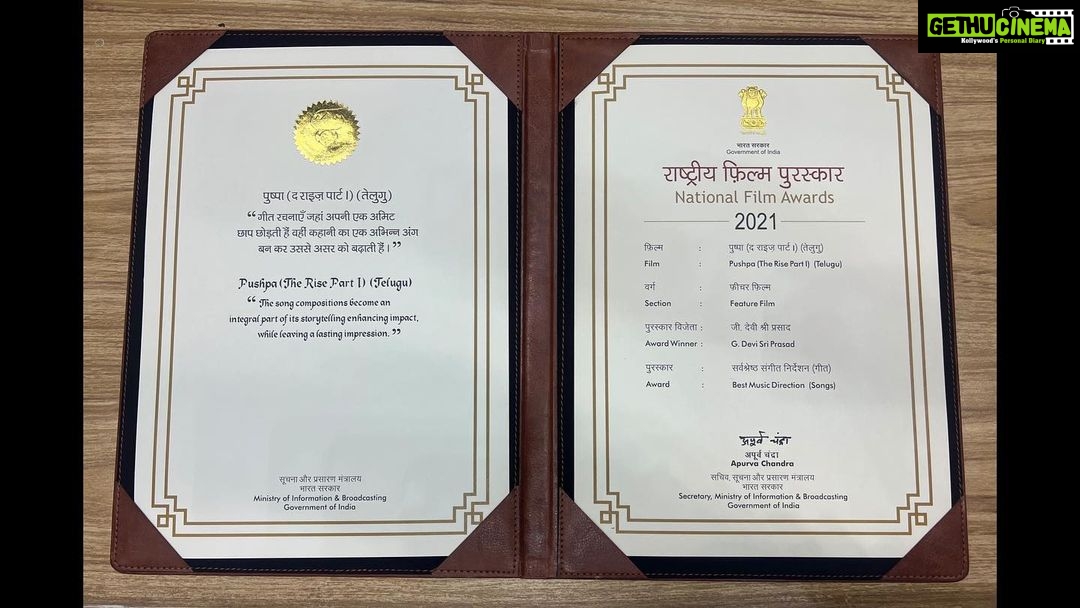 GETHU CINEMA
Kollywood's Personal Diary
पुष्पा (द राइज़ पार्ट I) (तेलुगु)
“ गीत रचनाएँ जहां अपनी एक अमिट
छाप छोड़ती हैं वहीं कहानी का एक अभिन्न अंग
बन कर उससे असर को बढ़ाती हैं। ”
Pushpa (The Rise Part I) (Telugu)
“ The song compositions become an
integral part of its storytelling enhancing impact,
while leaving a lasting impression. ”
सूचना और प्रसारण मंत्रालय
भारत सरकार
Ministry of Information & Broadcasting
Government of India
भारत सरकार
Government of India
राष्ट्रीय फ़िल्म पुरस्कार
National Film Awards
2021
फ़िल्म : पुष्पा (द राइज़ पार्ट I) (तेलुगु)
Film : Pushpa (The Rise Part I) (Telugu)
वर्ग : फीचर फ़िल्म
Section : Feature Film
पुरस्कार विजेता : जी. देवी श्री प्रसाद
Award Winner : G. Devi Sri Prasad
पुरस्कार : सर्वश्रेष्ठ संगीत निर्देशन (गीत)
Award : Best Music Direction (Songs)
अपूर्व चंद्रा
अपूर्व चंद्रा
Apurva Chandra
सचिव, सूचना और प्रसारण मंत्रालय
भारत सरकार
Secretary, Ministry of Information & Broadcasting
Government of India